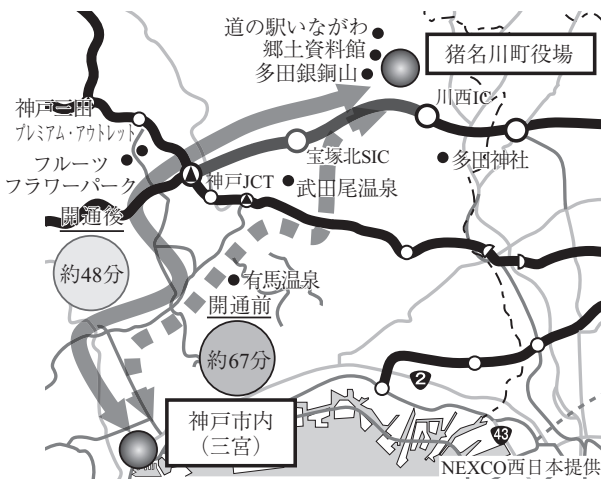 道の駅いながわ
郷土資料館
多田銀銅山
猪名川町役場
川西IC
神戸三田
プレミアム・アウトレット
宝塚北SIC
多田神社
フルーツ
フラワーパーク
神戸JCT
武田尾温泉
開通後
約48分
有馬温泉
開通前
約67分
2
神戸市内
（三宮）
43
NEXCO西日本提供